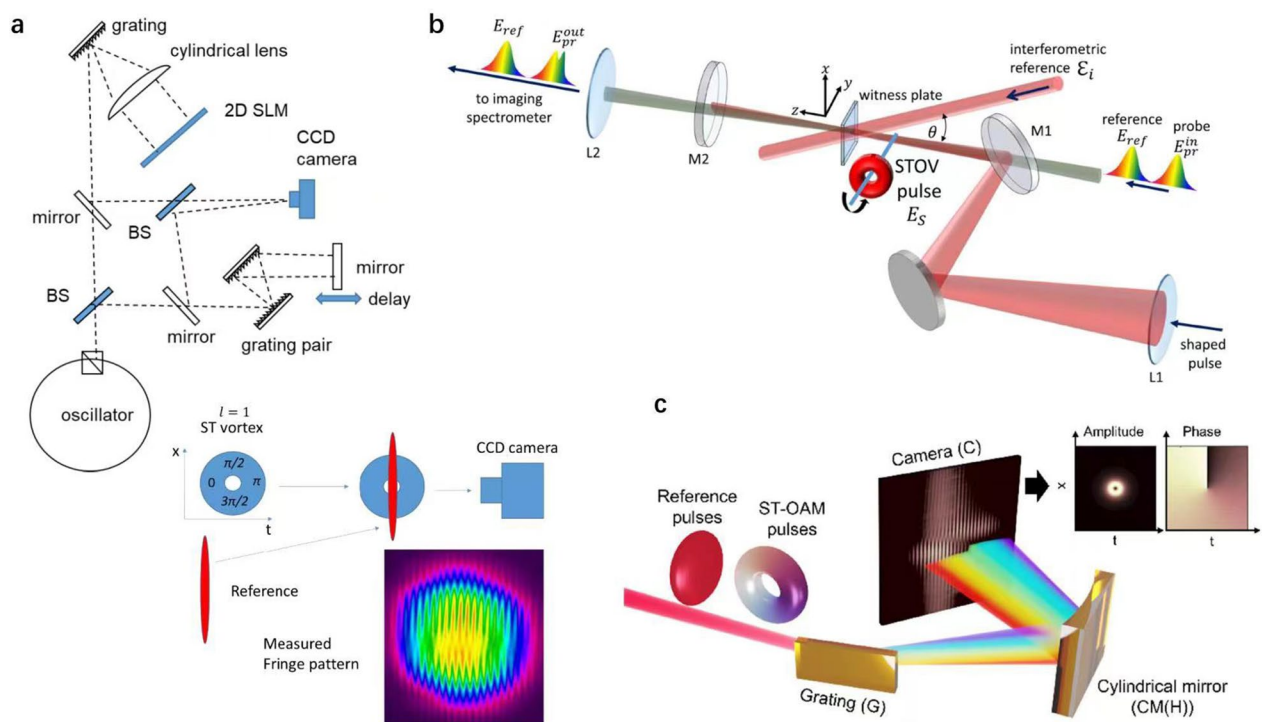 a
grating
cylindrical lens
2D SLM
CCD
camera
mirror
BS
BS
mirror
mirror
delay
grating pair
oscillator
l = 1
ST vortex
x
π/2
0
π
3π/2
t
CCD camera
Reference
Measured
Fringe pattern
b
E_ref
E_pr^out
to imaging
spectrometer
L2
M2
x
y
z
witness plate
interferometric
reference ℰ_i
θ
M1
STOV
pulse
E_S
reference
E_ref
probe
E_pr^in
shaped
pulse
L1
c
Camera (C)
Amplitude
Phase
x
t
t
Reference
pulses
ST-OAM
pulses
Grating (G)
Cylindrical mirror
(CM(H))